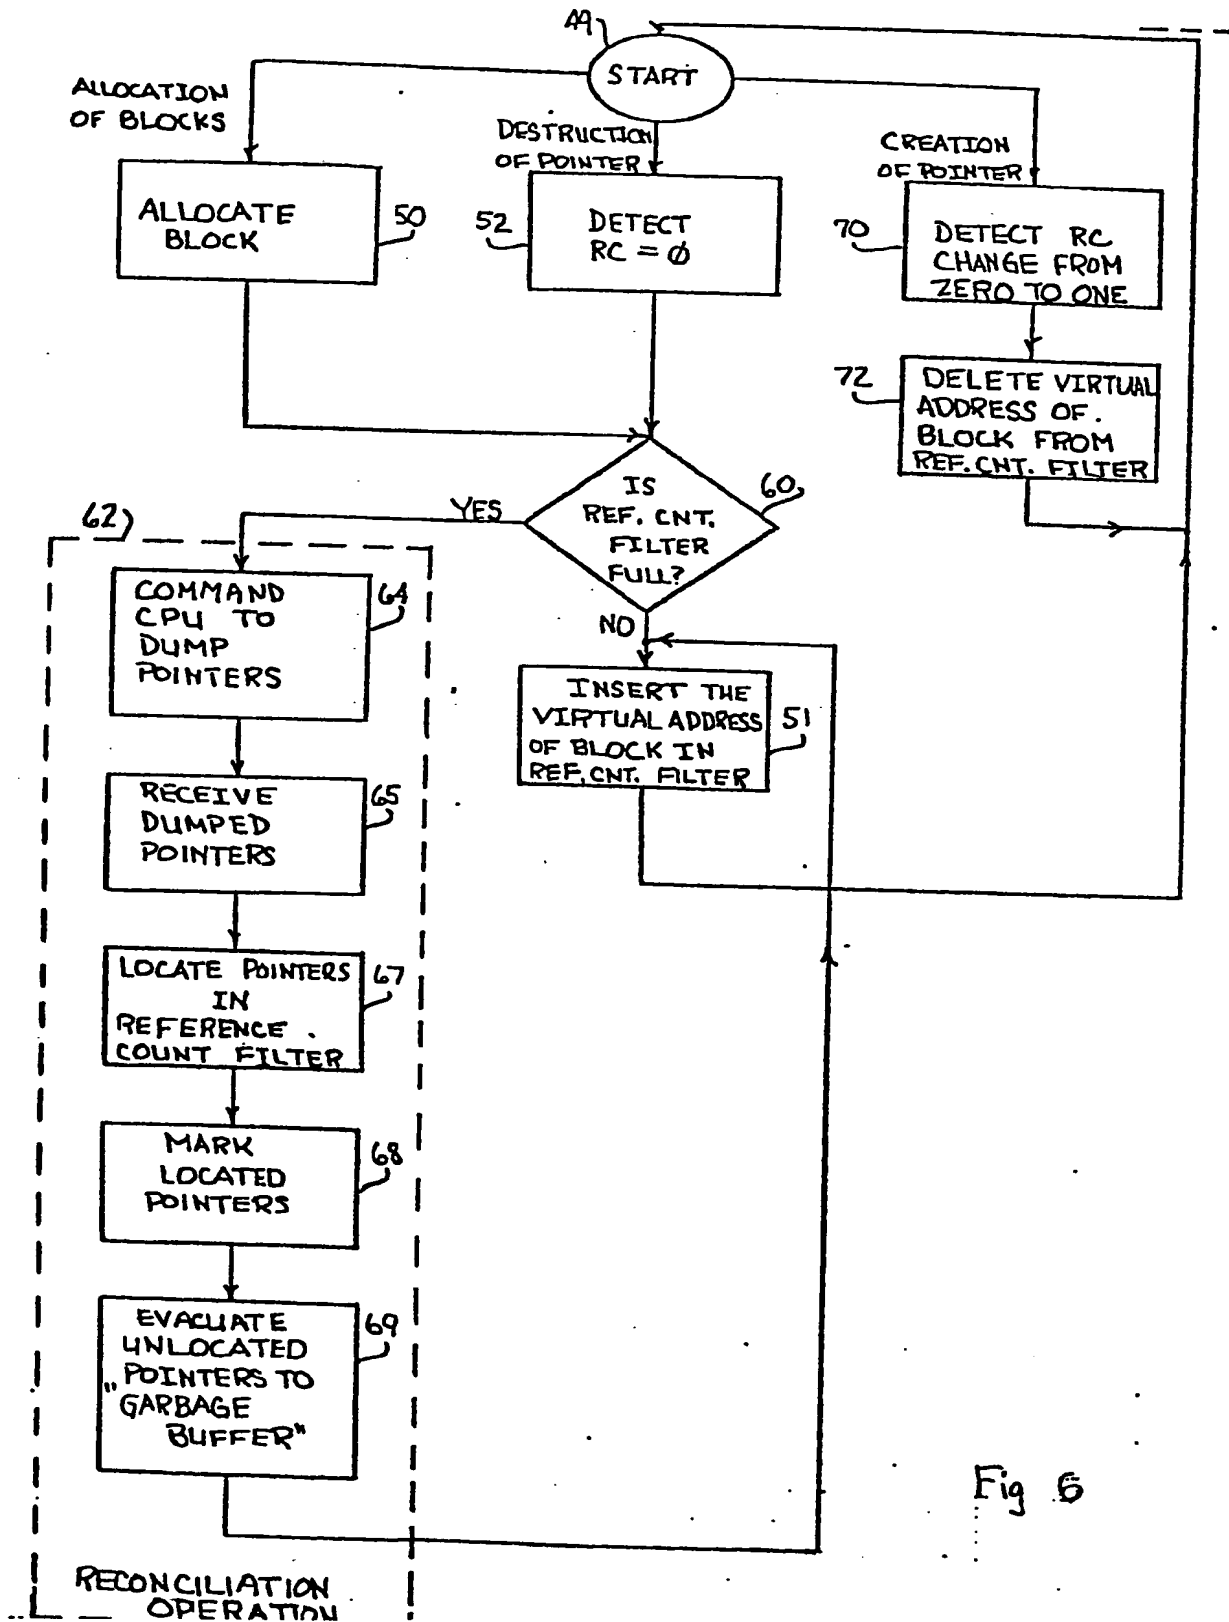 49
START
ALLOCATION
OF BLOCKS
DESTRUCTION
OF POINTER
CREATION
OF POINTER
ALLOCATE
BLOCK
50
52
DETECT
RC = Ø
70
DETECT RC
CHANGE FROM
ZERO TO ONE
72
DELETE VIRTUAL
ADDRESS OF.
BLOCK FROM
REF. CNT. FILTER
IS
REF. CNT.
FILTER
FULL?
60
YES
NO
62
COMMAND
CPU TO
DUMP
POINTERS
64
INSERT THE
VIRTUAL ADDRESS
OF BLOCK IN
REF. CNT. FILTER
51
RECEIVE
DUMPED
POINTERS
65
LOCATE POINTERS
IN
REFERENCE
COUNT FILTER
67
MARK
LOCATED
POINTERS
68
EVACUATE
UNLOCATED
POINTERS TO
"GARBAGE
BUFFER"
69
RECONCILIATION
OPERATION
Fig 6